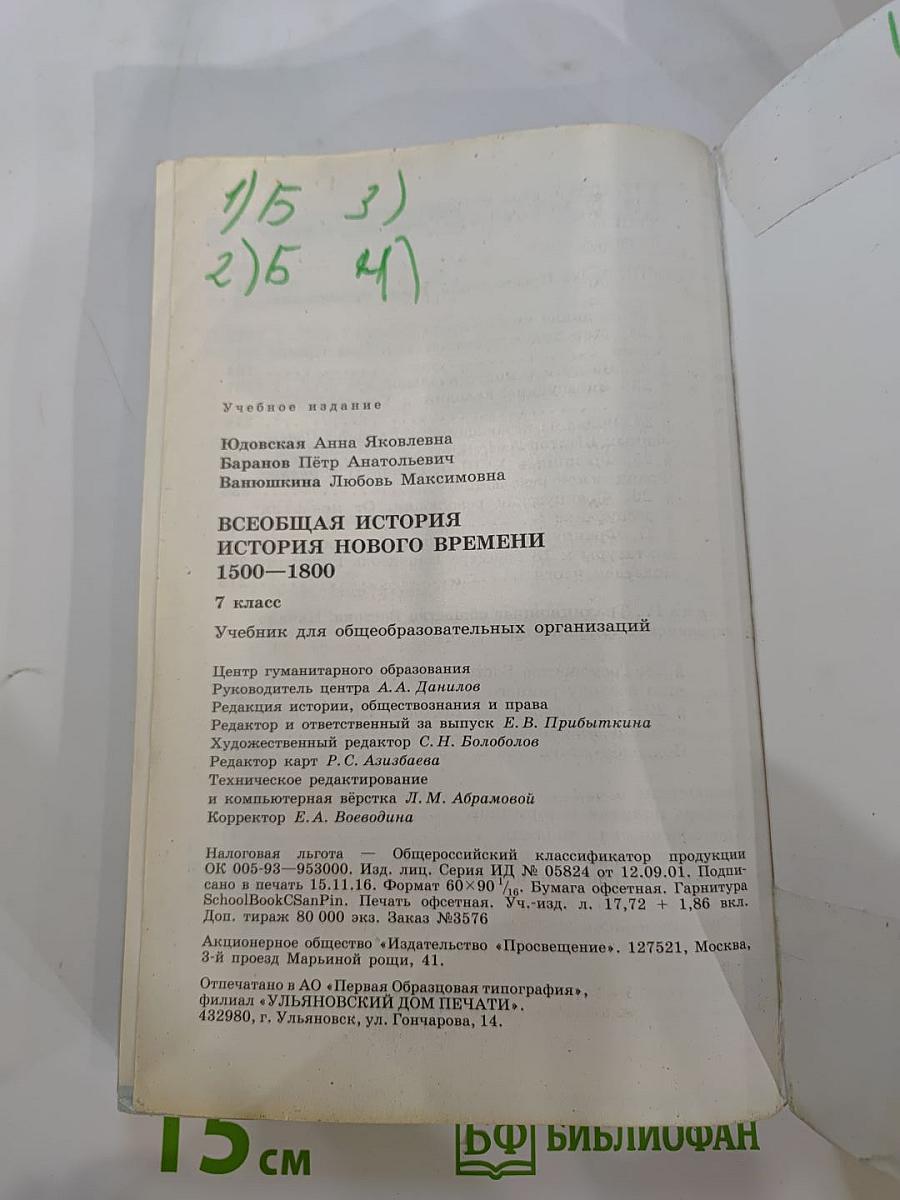 1) Б 3)
2) Б 4)
Учебное издание
Юдовская Анна Яковлевна
Баранов Пётр Анатольевич
Ванюшкина Любовь Максимовна
ВСЕОБЩАЯ ИСТОРИЯ
ИСТОРИЯ НОВОГО ВРЕМЕНИ
1500—1800
7 класс
Учебник для общеобразовательных организаций
Центр гуманитарного образования
Руководитель центра А. А. Данилов
Редакция истории, обществознания и права
Редактор и ответственный за выпуск Е. В. Прибыткина
Художественный редактор С. Н. Болоболов
Редактор карт Р. С. Азизбаева
Техническое редактирование
и компьютерная вёрстка Л. М. Абрамовой
Корректор Е. А. Воеводина
Налоговая льгота — Общероссийский классификатор продукции
ОК 005-93—953000. Изд. лиц. Серия ИД № 05824 от 12.09.01. Подпи-
сано в печать 15.11.16. Формат 60×90 1/16. Бумага офсетная. Гарнитура
SchoolBookCSanPin. Печать офсетная. Уч.-изд. л. 17,72 + 1,86 вкл.
Доп. тираж 80 000 экз. Заказ №3576
Акционерное общество «Издательство «Просвещение». 127521, Москва,
3-й проезд Марьиной рощи, 41.
Отпечатано в АО «Первая Образцовая типография»,
филиал «УЛЬЯНОВСКИЙ ДОМ ПЕЧАТИ».
432980, г. Ульяновск, ул. Гончарова, 14.
15 см БФ БИБЛИОФАН